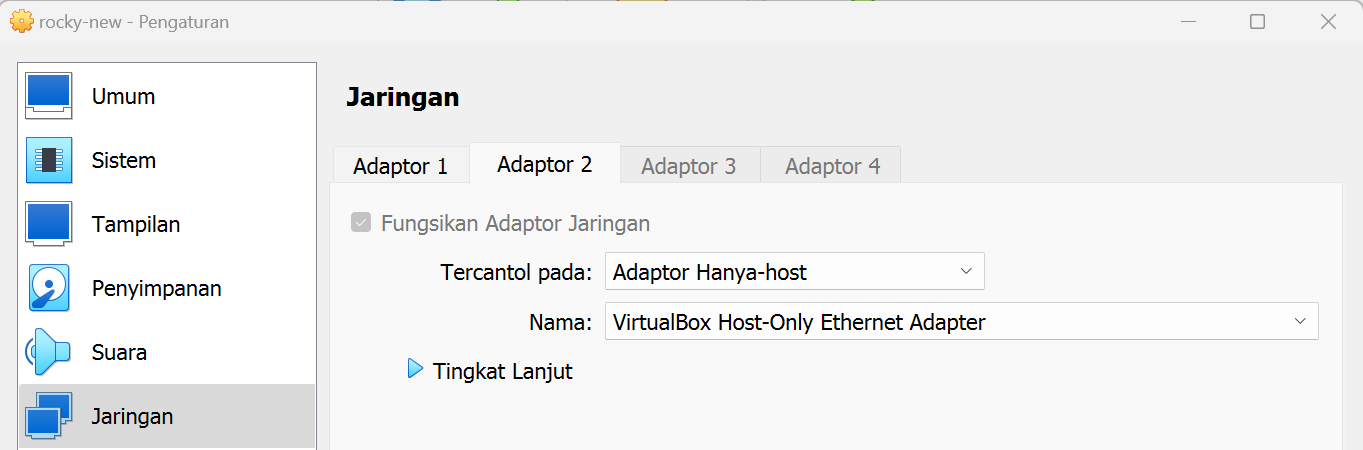 rocky-new - Pengaturan
Umum
Sistem
Tampilan
Penyimpanan
Suara
Jaringan
Jaringan
Adaptor 1
Adaptor 2
Adaptor 3
Adaptor 4
Fungsikan Adaptor Jaringan
Tercantol pada: Adaptor Hanya-host
Nama: VirtualBox Host-Only Ethernet Adapter
Tingkat Lanjut